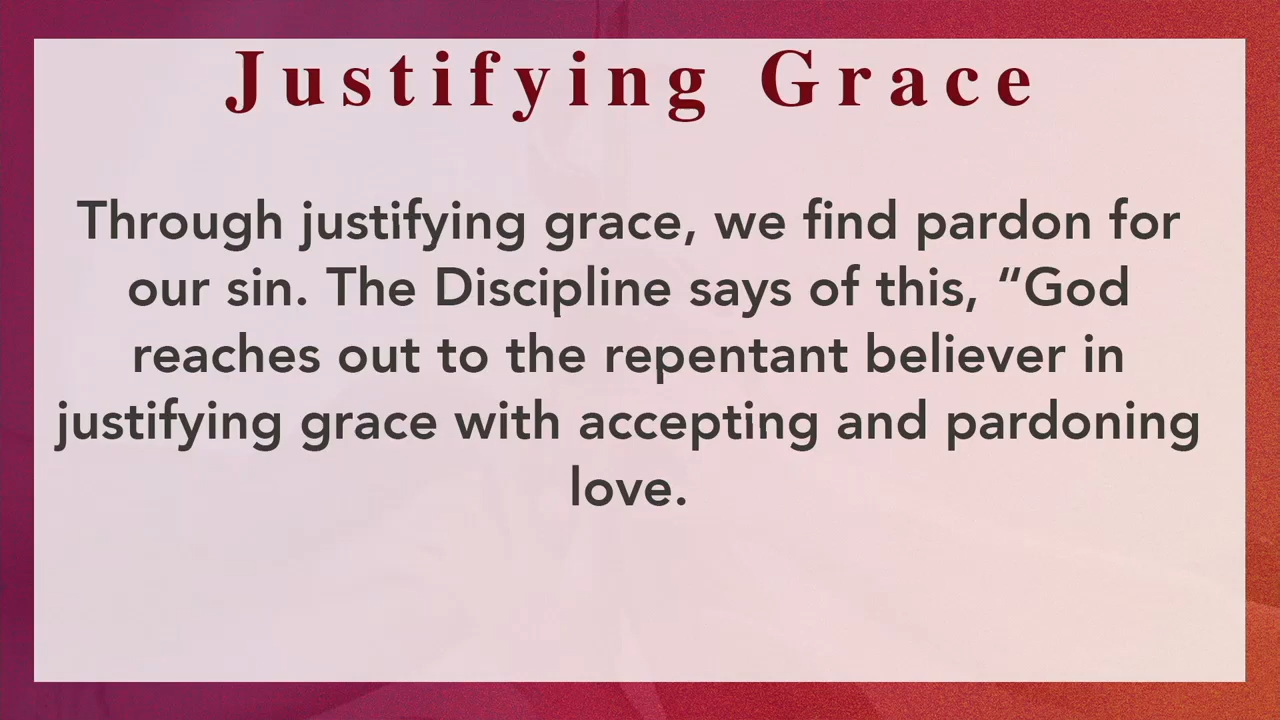 Justifying Grace
Through justifying grace, we find pardon for
our sin. The Discipline says of this, “God
reaches out to the repentant believer in
justifying grace with accepting and pardoning
love.